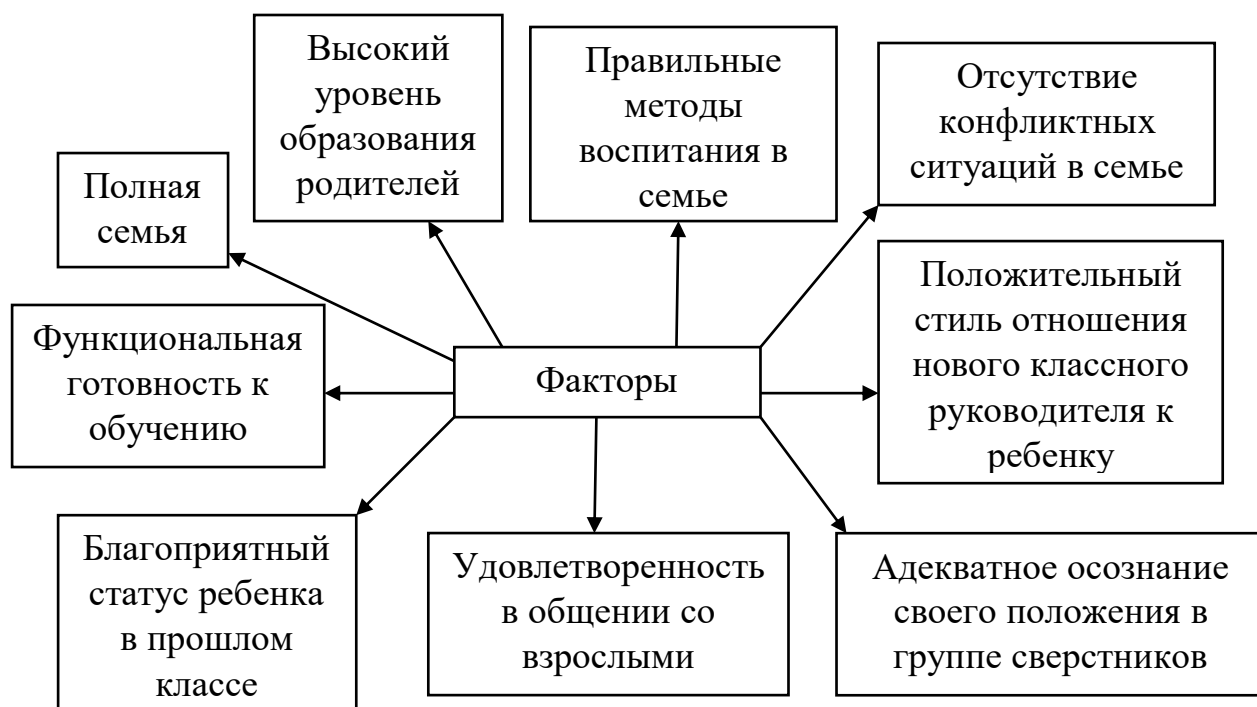 Высокий
уровень
образования
родителей
Правильные
методы
воспитания в
семье
Отсутствие
конфликтных
ситуаций в семье
Полная
семья
Положительный
стиль отношения
нового классного
руководителя к
ребенку
Функциональная
готовность к
обучению
Факторы
Благоприятный
статус ребенка
в прошлом
классе
Удовлетворенность
в общении со
взрослыми
Адекватное осознание
своего положения в
группе сверстников